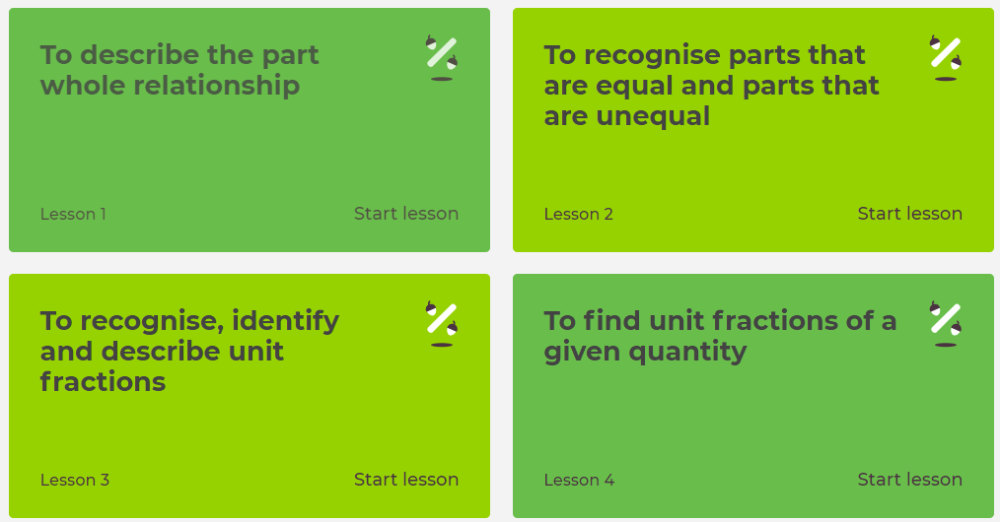 To describe the part
whole relationship
Lesson 1
Start lesson
To recognise parts that
are equal and parts that
are unequal
Lesson 2
Start lesson
To recognise, identify
and describe unit
fractions
Lesson 3
Start lesson
To find unit fractions of a
given quantity
Lesson 4
Start lesson